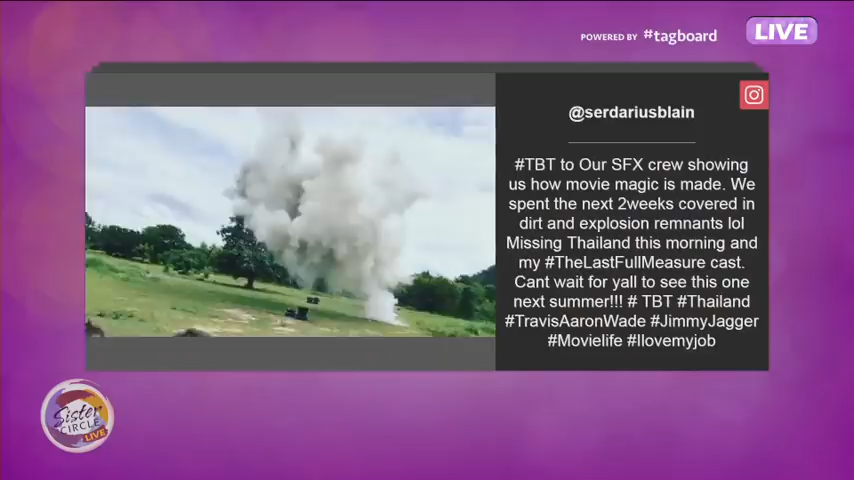 POWERED BY #tagboard
LIVE
@serdariusblain
#TBT to Our SFX crew showing
us how movie magic is made. We
spent the next 2weeks covered in
dirt and explosion remnants lol
Missing Thailand this morning and
my #TheLastFullMeasure cast.
Cant wait for yall to see this one
next summer!!! # TBT #Thailand
#TravisAaronWade #JimmyJagger
#Movielife #Ilovemyjob
Sister
CIRCLE
LIVE